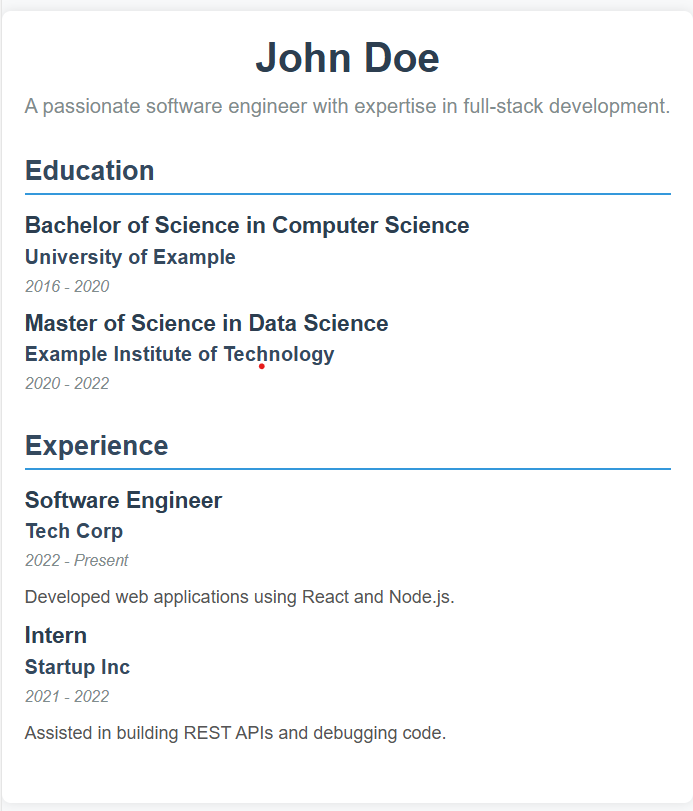 John Doe
A passionate software engineer with expertise in full-stack development.
Education
Bachelor of Science in Computer Science
University of Example
2016 - 2020
Master of Science in Data Science
Example Institute of Technology
2020 - 2022
Experience
Software Engineer
Tech Corp
2022 - Present
Developed web applications using React and Node.js.
Intern
Startup Inc
2021 - 2022
Assisted in building REST APIs and debugging code.